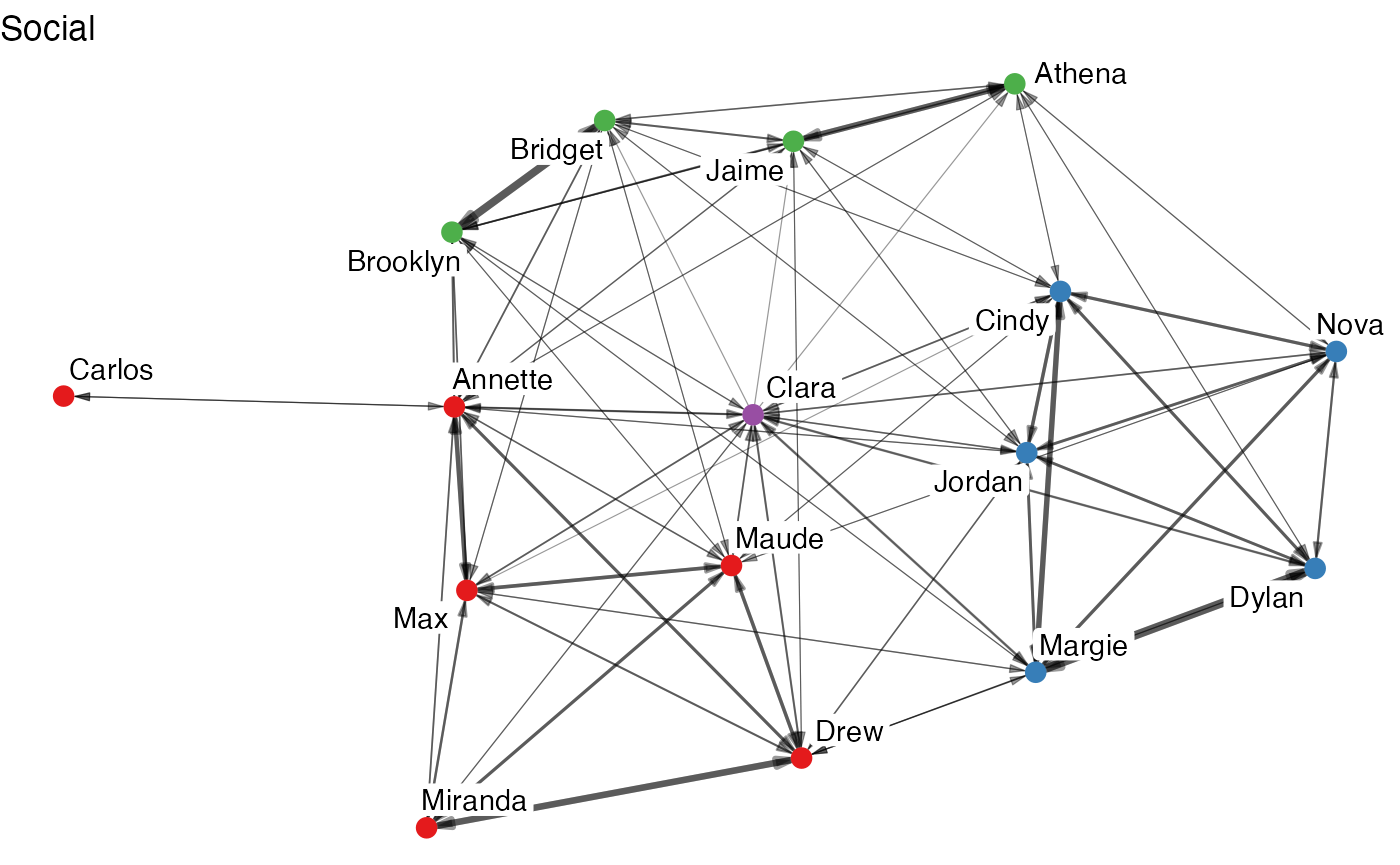 Social
Athena
Bridget
Jaime
Brooklyn
Cindy
Nova
Carlos
Annette
Clara
Jordan
Maude
Max
Dylan
Margie
Drew
Miranda